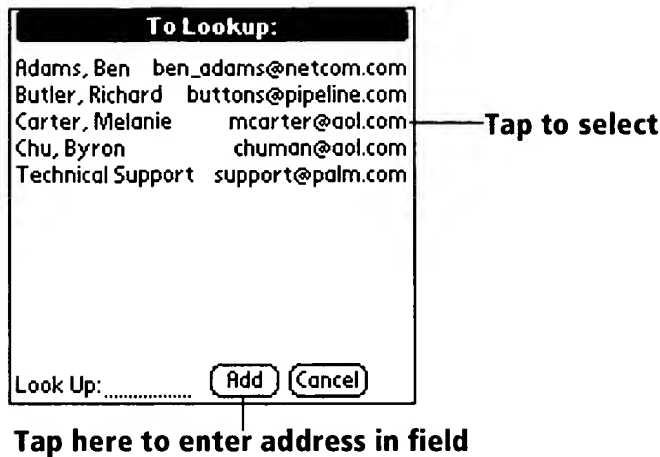 To Lookup:
Adams, Ben ben_adams@netcom.com
Butler, Richard buttons@pipeline.com
Carter, Melanie mcarter@aol.com
Tap to select
Chu, Byron chuman@aol.com
Technical Support support@palm.com
Look Up: Add Cancel
Tap here to enter address in field